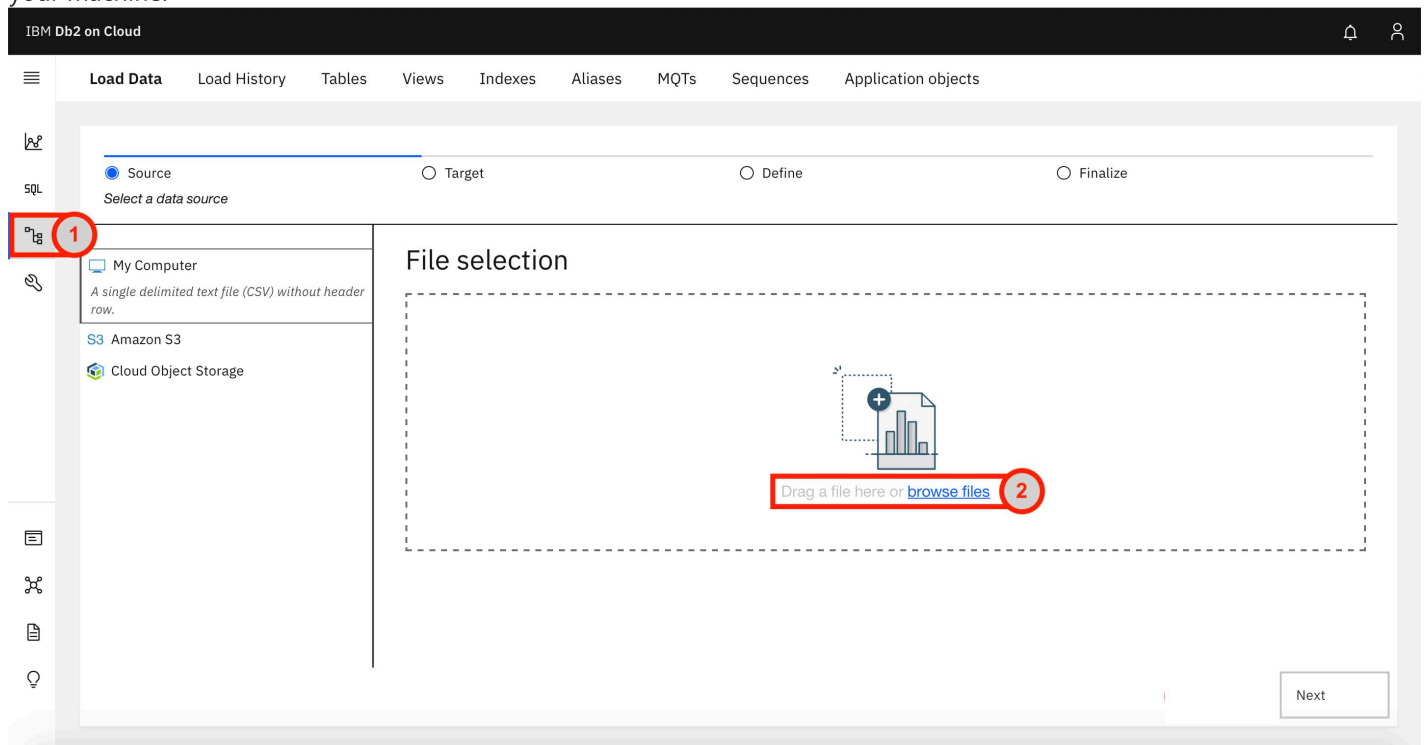 your machine.
IBM Db2 on Cloud
Load Data Load History Tables Views Indexes Aliases MQTs Sequences Application objects
Source Target Define Finalize
Select a data source
SQL
1
My Computer
A single delimited text file (CSV) without header
row.
S3 Amazon S3
Cloud Object Storage
File selection
Drag a file here or browse files 2
Next